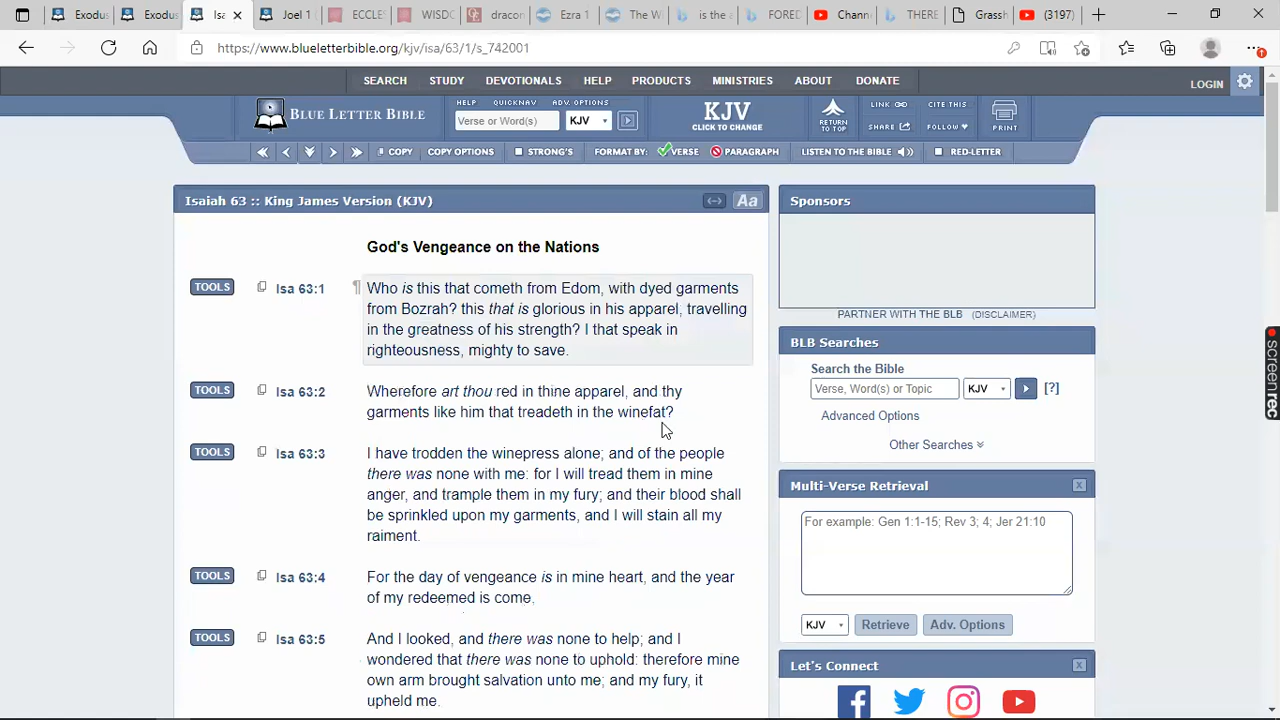 Exodus
Exodus
Isa
Joel 1
ECCLES
WISDO
dracon
Ezra 1
The W
is the a
FORED
Chann
THERE
Grassh
(3197)
https://www.blueletterbible.org/kjv/isa/63/1/s_742001
SEARCH STUDY DEVOTIONALS HELP PRODUCTS MINISTRIES ABOUT DONATE
LOGIN
BLUE LETTER BIBLE
HELP QUICKNAV ADV. OPTIONS
Verse or Word(s) KJV
KJV
CLICK TO CHANGE
RETURN
TO TOP
LINK CITE THIS
SHARE FOLLOW
PRINT
COPY COPY OPTIONS STRONG'S FORMAT BY: VERSE PARAGRAPH LISTEN TO THE BIBLE RED-LETTER
Isaiah 63 :: King James Version (KJV) Aa
God's Vengeance on the Nations
TOOLS Isa 63:1 ¶ Who is this that cometh from Edom, with dyed garments
from Bozrah? this that is glorious in his apparel, travelling
in the greatness of his strength? I that speak in
righteousness, mighty to save.
TOOLS Isa 63:2 Wherefore art thou red in thine apparel, and thy
garments like him that treadeth in the winefat?
TOOLS Isa 63:3 I have trodden the winepress alone; and of the people
there was none with me: for I will tread them in mine
anger, and trample them in my fury; and their blood shall
be sprinkled upon my garments, and I will stain all my
raiment.
TOOLS Isa 63:4 For the day of vengeance is in mine heart, and the year
of my redeemed is come.
TOOLS Isa 63:5 And I looked, and there was none to help; and I
wondered that there was none to uphold: therefore mine
own arm brought salvation unto me; and my fury, it
upheld me.
Sponsors
PARTNER WITH THE BLB (DISCLAIMER)
BLB Searches
Search the Bible
Verse, Word(s) or Topic KJV [?]
Advanced Options
Other Searches
Multi-Verse Retrieval X
For example: Gen 1:1-15; Rev 3; 4; Jer 21:10
KJV Retrieve Adv. Options
Let's Connect X
screenrec